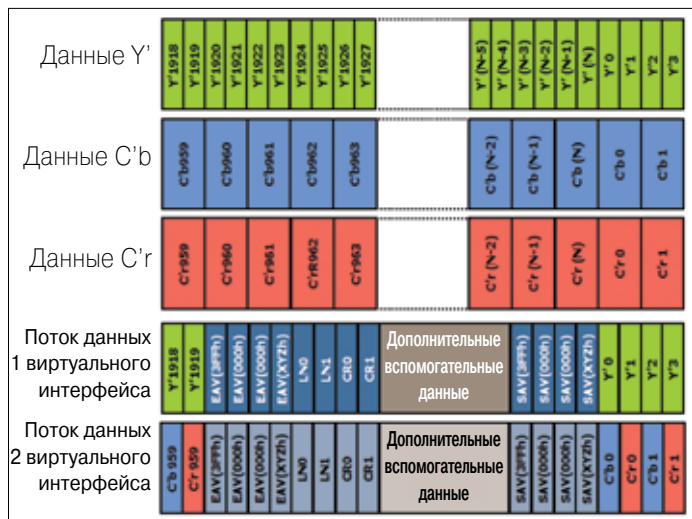 Данные Y’
Y'1918 Y'1919 Y'1920 Y'1921 Y'1922 Y'1923 Y'1924 Y'1925 Y'1926 Y'1927 Y'(N-5) Y'(N-4) Y'(N-3) Y'(N-2) Y'(N-1) Y'(N) Y'0 Y'1 Y'2 Y'3
Данные C’b
C'b959 C'b960 C'b961 C'b962 C'b963 C'b(N-2) C'b(N-1) C'b(N) C'b 0 C'b 1
Данные C’r
C'r959 C'r960 C'r961 C'rR962 C'r963 C'r(N-2) C'r(N-1) C'r(N) C'r 0 C'r 1
Поток данных
1 виртуального
интерфейса
Y'1918 Y'1919 EAV(3FFh) EAV(000h) EAV(000h) EAV(XYZh) LN0 LN1 CR0 CR1
Дополнительные
вспомогательные
данные
SAV(3FFh) SAV(000h) SAV(000h) SAV(XYZh) Y'0 Y'1 Y'2 Y'3
Поток данных
2 виртуального
интерфейса
C'b 959 C'r 959 EAV(3FFh) EAV(000h) EAV(000h) EAV(XYZh) LN0 LN1 CR0 CR1
Дополнительные
вспомогательные
данные
SAV(3FFh) SAV(000h) SAV(000h) SAV(XYZh) C'b 0 C'r 0 C'b 1 C'r 1